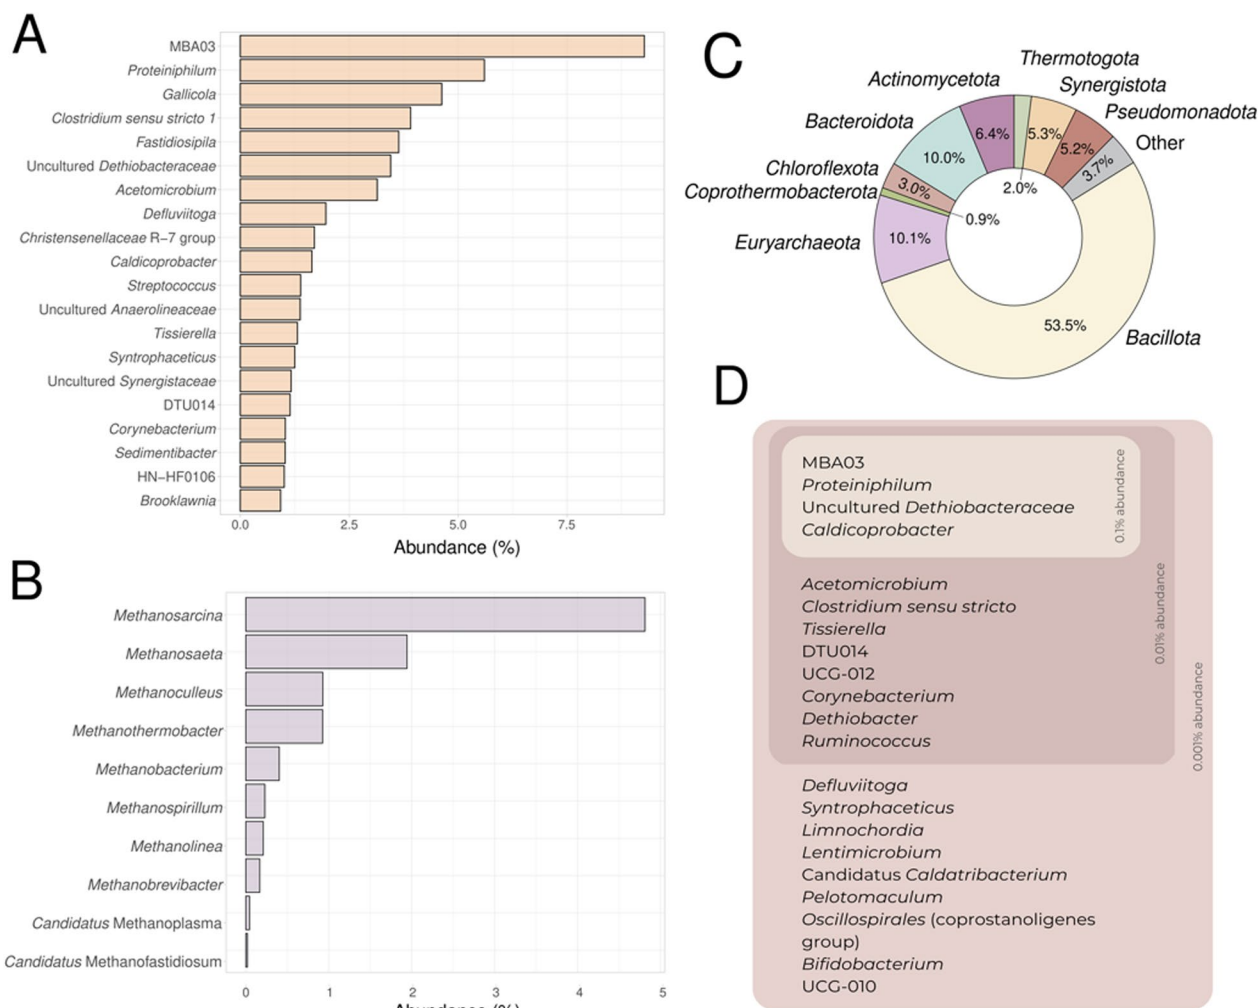 A
MBA03
Proteiniphilum
Gallicola
Clostridium sensu stricto 1
Fastidiosipila
Uncultured Dethiobacteraceae
Acetomicrobium
Defluviitoga
Christensenellaceae R−7 group
Caldicoprobacter
Streptococcus
Uncultured Anaerolineaceae
Tissierella
Syntrophaceticus
Uncultured Synergistaceae
DTU014
Corynebacterium
Sedimentibacter
HN−HF0106
Brooklawnia
0.0 2.5 5.0 7.5
Abundance (%)
B
Methanosarcina
Methanosaeta
Methanoculleus
Methanothermobacter
Methanobacterium
Methanospirillum
Methanolinea
Methanobrevibacter
Candidatus Methanoplasma
Candidatus Methanofastidiosum
0 1 2 3 4 5
Abundance (%)
C
Thermotogota
Synergistota
Pseudomonadota
Other
Actinomycetota
Bacteroidota
Chloroflexota
Coprothermobacterota
Euryarchaeota
Bacillota
6.4%
5.3%
5.2%
3.7%
10.0%
3.0%
2.0%
0.9%
10.1%
53.5%
D
MBA03
Proteiniphilum
Uncultured Dethiobacteraceae
Caldicoprobacter
0.1% abundance
Acetomicrobium
Clostridium sensu stricto
Tissierella
DTU014
UCG-012
Corynebacterium
Dethiobacter
Ruminococcus
0.01% abundance
Defluviitoga
Syntrophaceticus
Limnochordia
Lentimicrobium
Candidatus Caldatribacterium
Pelotomaculum
Oscillospirales (coprostanoligenes
group)
Bifidobacterium
UCG-010
0.001% abundance